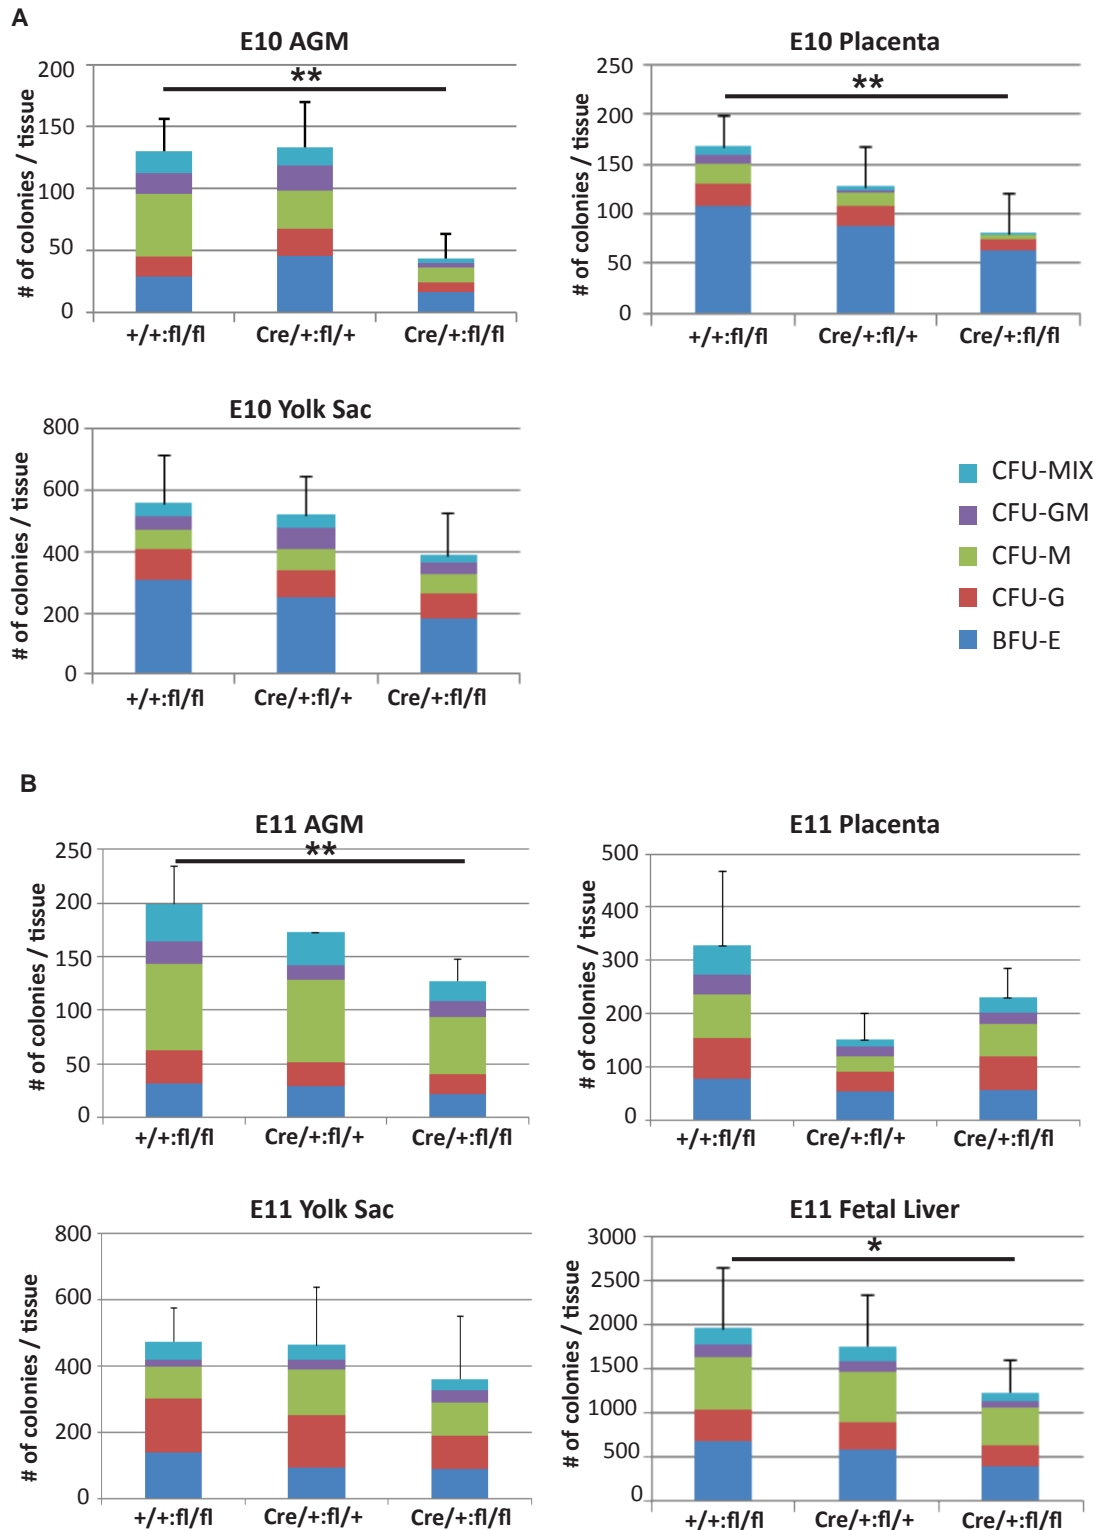 A
E10 AGM
# of colonies / tissue
200
150
100
50
0
**
+/+:fl/fl
Cre/+:fl/+
Cre/+:fl/fl
E10 Placenta
# of colonies / tissue
250
200
150
100
50
0
**
+/+:fl/fl
Cre/+:fl/+
Cre/+:fl/fl
E10 Yolk Sac
# of colonies / tissue
800
600
400
200
0
+/+:fl/fl
Cre/+:fl/+
Cre/+:fl/fl
CFU-MIX
CFU-GM
CFU-M
CFU-G
BFU-E
B
E11 AGM
# of colonies / tissue
250
200
150
100
50
0
**
+/+:fl/fl
Cre/+:fl/+
Cre/+:fl/fl
E11 Placenta
# of colonies / tissue
500
400
300
200
100
0
+/+:fl/fl
Cre/+:fl/+
Cre/+:fl/fl
E11 Yolk Sac
# of colonies / tissue
800
600
400
200
0
+/+:fl/fl
Cre/+:fl/+
Cre/+:fl/fl
E11 Fetal Liver
# of colonies / tissue
3000
2500
2000
1500
1000
500
0
*
+/+:fl/fl
Cre/+:fl/+
Cre/+:fl/fl